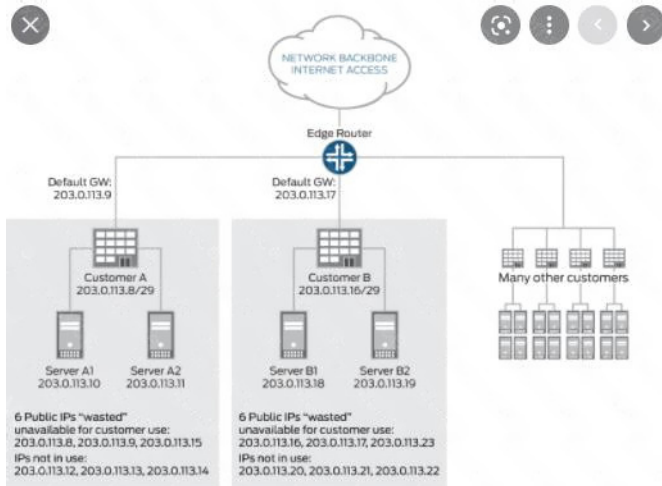 NETWORK BACKBONE
INTERNET ACCESS
Edge Router
Default GW:
203.0.113.9
Default GW:
203.0.113.17
Customer A
203.0.113.8/29
Customer B
203.0.113.16/29
Many other customers
Server A1
203.0.113.10
Server A2
203.0.113.11
Server B1
203.0.113.18
Server B2
203.0.113.19
6 Public IPs “wasted”
unavailable for customer use:
203.0.113.8, 203.0.113.9, 203.0.113.15
IPs not in use:
203.0.113.12, 203.0.113.13, 203.0.113.14
6 Public IPs “wasted”
unavailable for customer use:
203.0.113.16, 203.0.113.17, 203.0.113.23
IPs not in use:
203.0.113.20, 203.0.113.21, 203.0.113.22